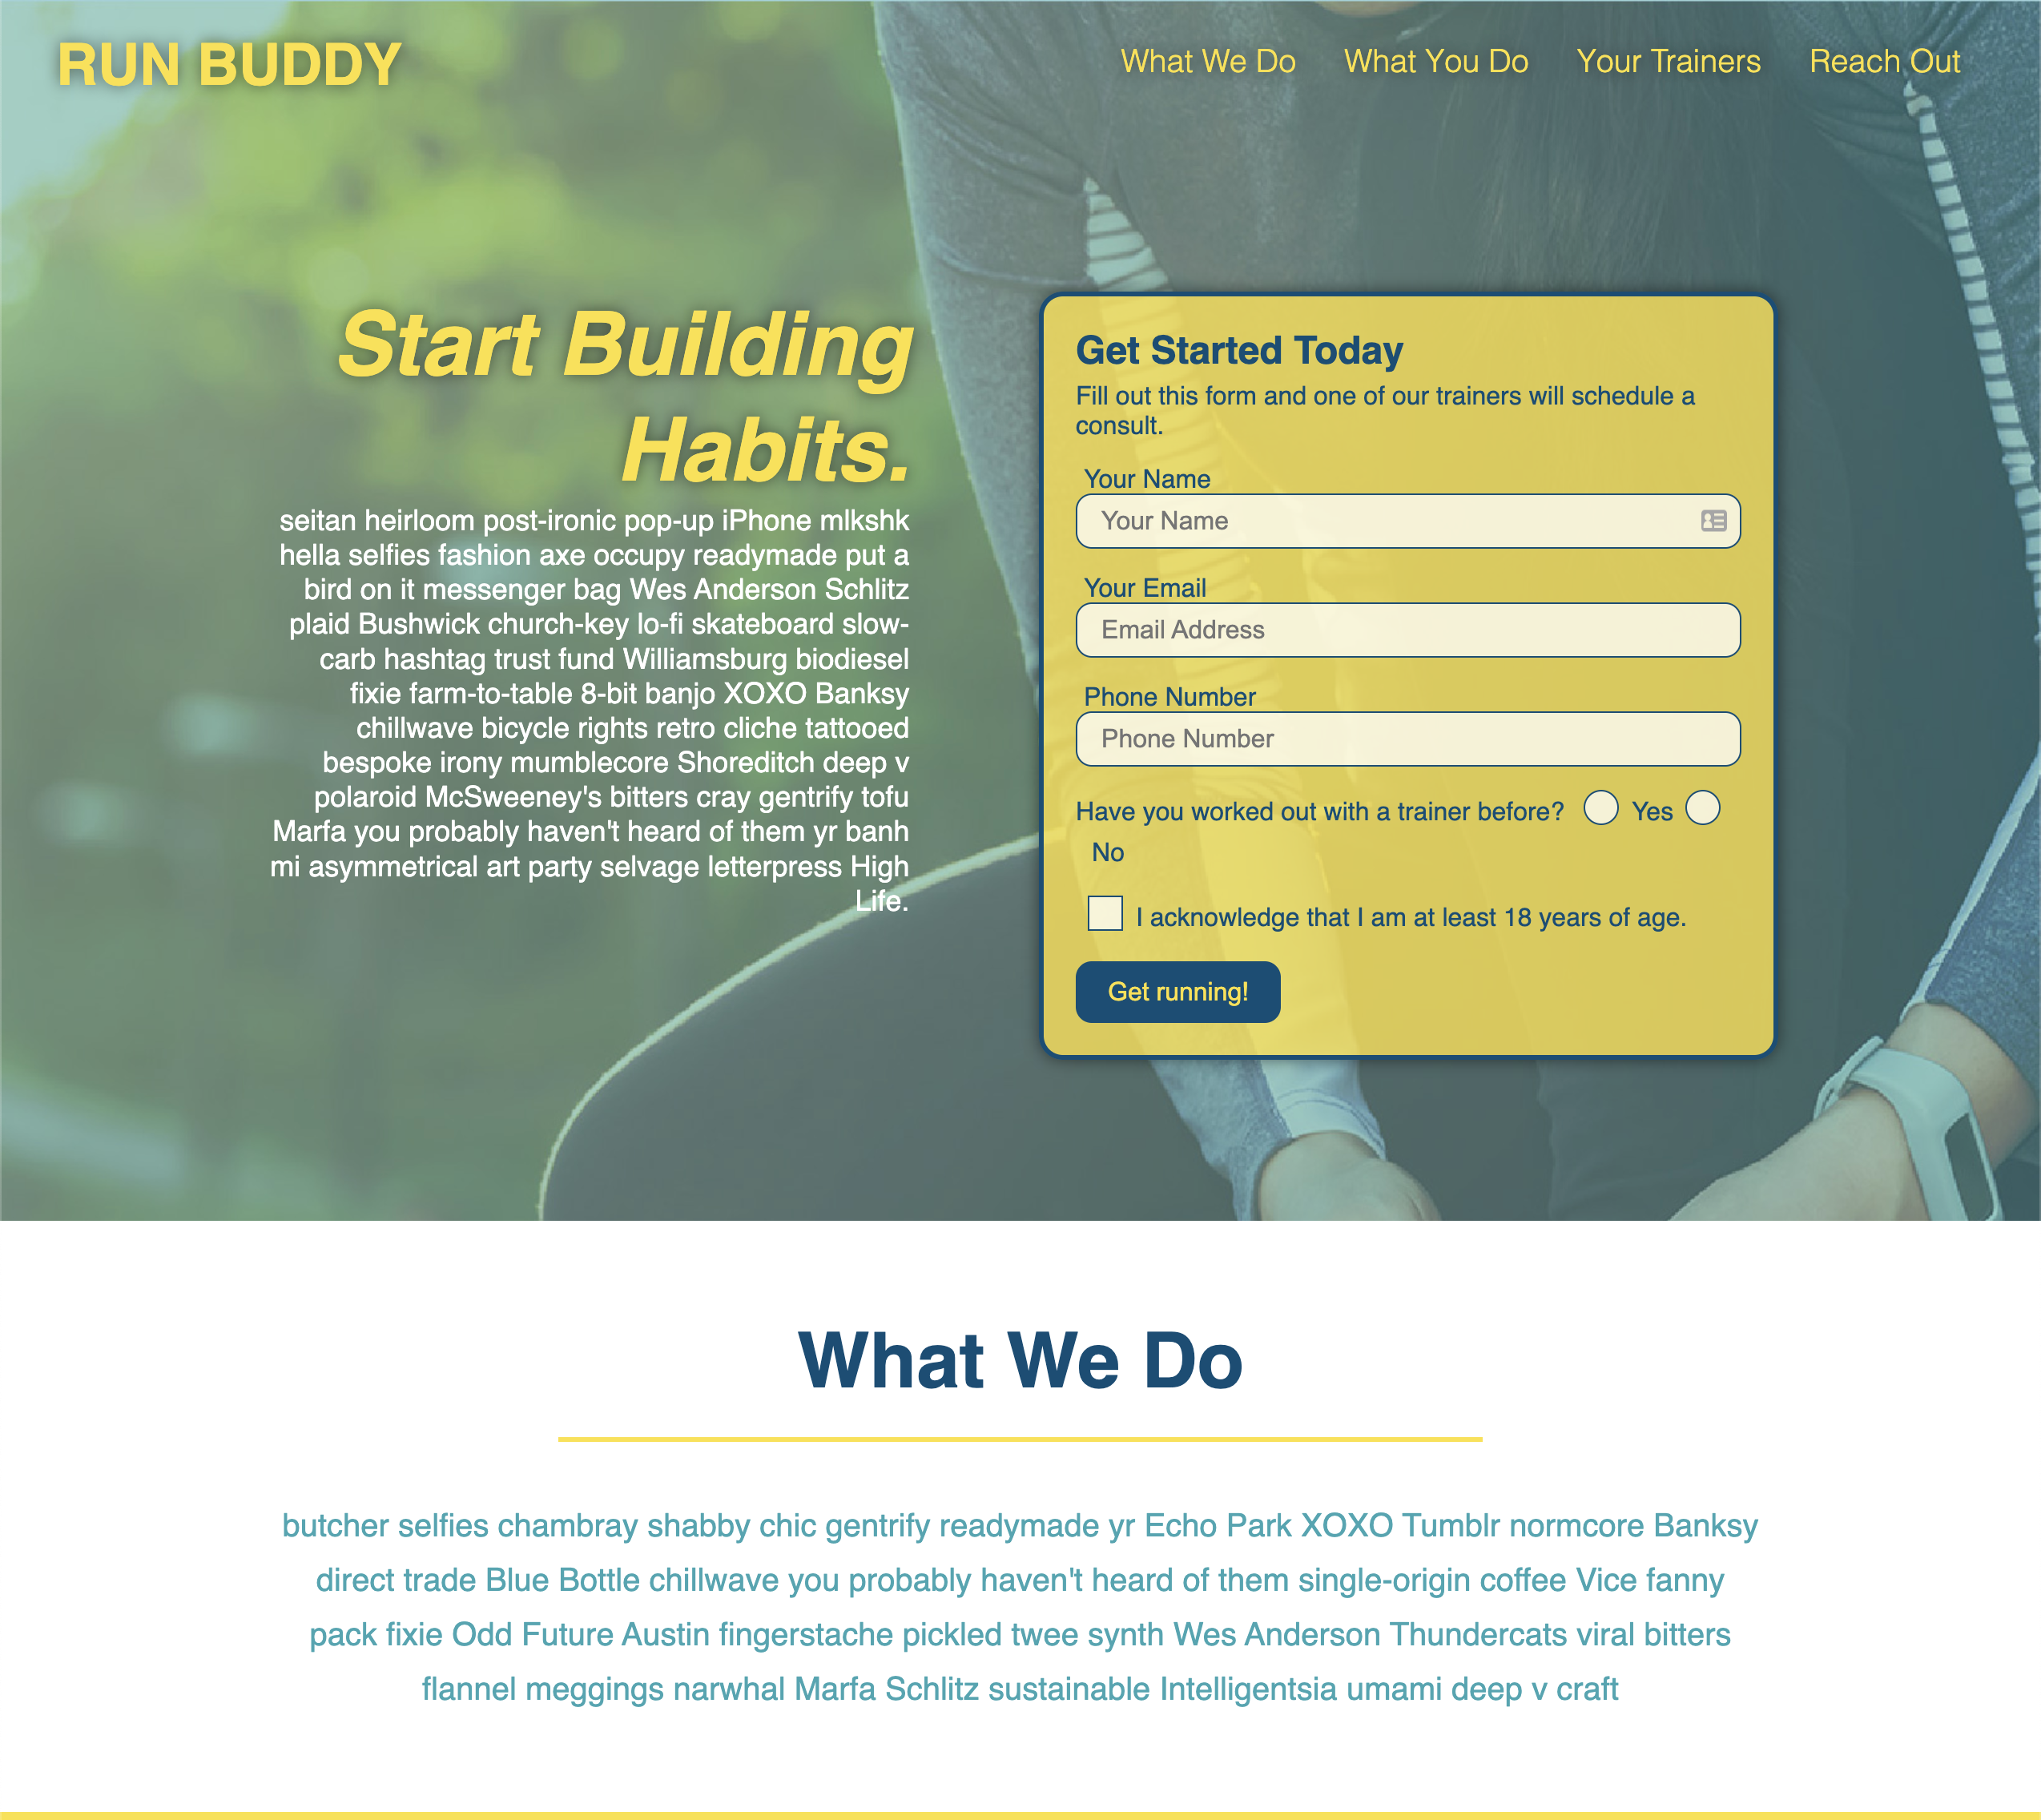 RUN BUDDY
What We Do What You Do Your Trainers Reach Out
Start Building
Habits.
seitan heirloom post-ironic pop-up iPhone mlkshk
hella selfies fashion axe occupy readymade put a
bird on it messenger bag Wes Anderson Schlitz
plaid Bushwick church-key lo-fi skateboard slow-
carb hashtag trust fund Williamsburg biodiesel
fixie farm-to-table 8-bit banjo XOXO Banksy
chillwave bicycle rights retro cliche tattooed
bespoke irony mumblecore Shoreditch deep v
polaroid McSweeney's bitters cray gentrify tofu
Marfa you probably haven't heard of them yr banh
mi asymmetrical art party selvage letterpress High
Life.
Get Started Today
Fill out this form and one of our trainers will schedule a
consult.
Your Name
Your Name
Your Email
Email Address
Phone Number
Phone Number
Have you worked out with a trainer before? Yes
No
I acknowledge that I am at least 18 years of age.
Get running!
What We Do
butcher selfies chambray shabby chic gentrify readymade yr Echo Park XOXO Tumblr normcore Banksy
direct trade Blue Bottle chillwave you probably haven't heard of them single-origin coffee Vice fanny
pack fixie Odd Future Austin fingerstache pickled twee synth Wes Anderson Thundercats viral bitters
flannel meggings narwhal Marfa Schlitz sustainable Intelligentsia umami deep v craft